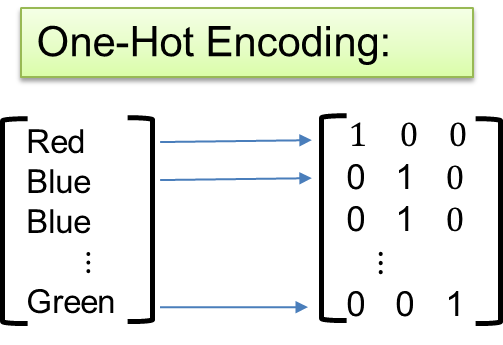 One-Hot Encoding:
Red 1 0 0
Blue 0 1 0
Blue 0 1 0
⋮ ⋮
Green 0 0 1